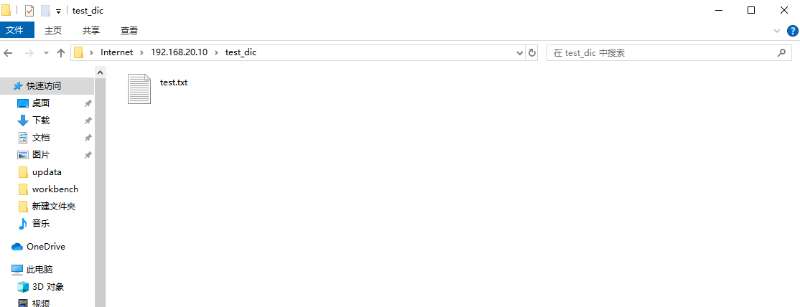 test_dic
文件 主页 共享 查看
Internet 192.168.20.10 test_dic 在 test_dic 中搜索
快速访问
test.txt
桌面
下载
文档
图片
updata
workbench
新建文件夹
音乐
OneDrive
此电脑
3D 对象
视频